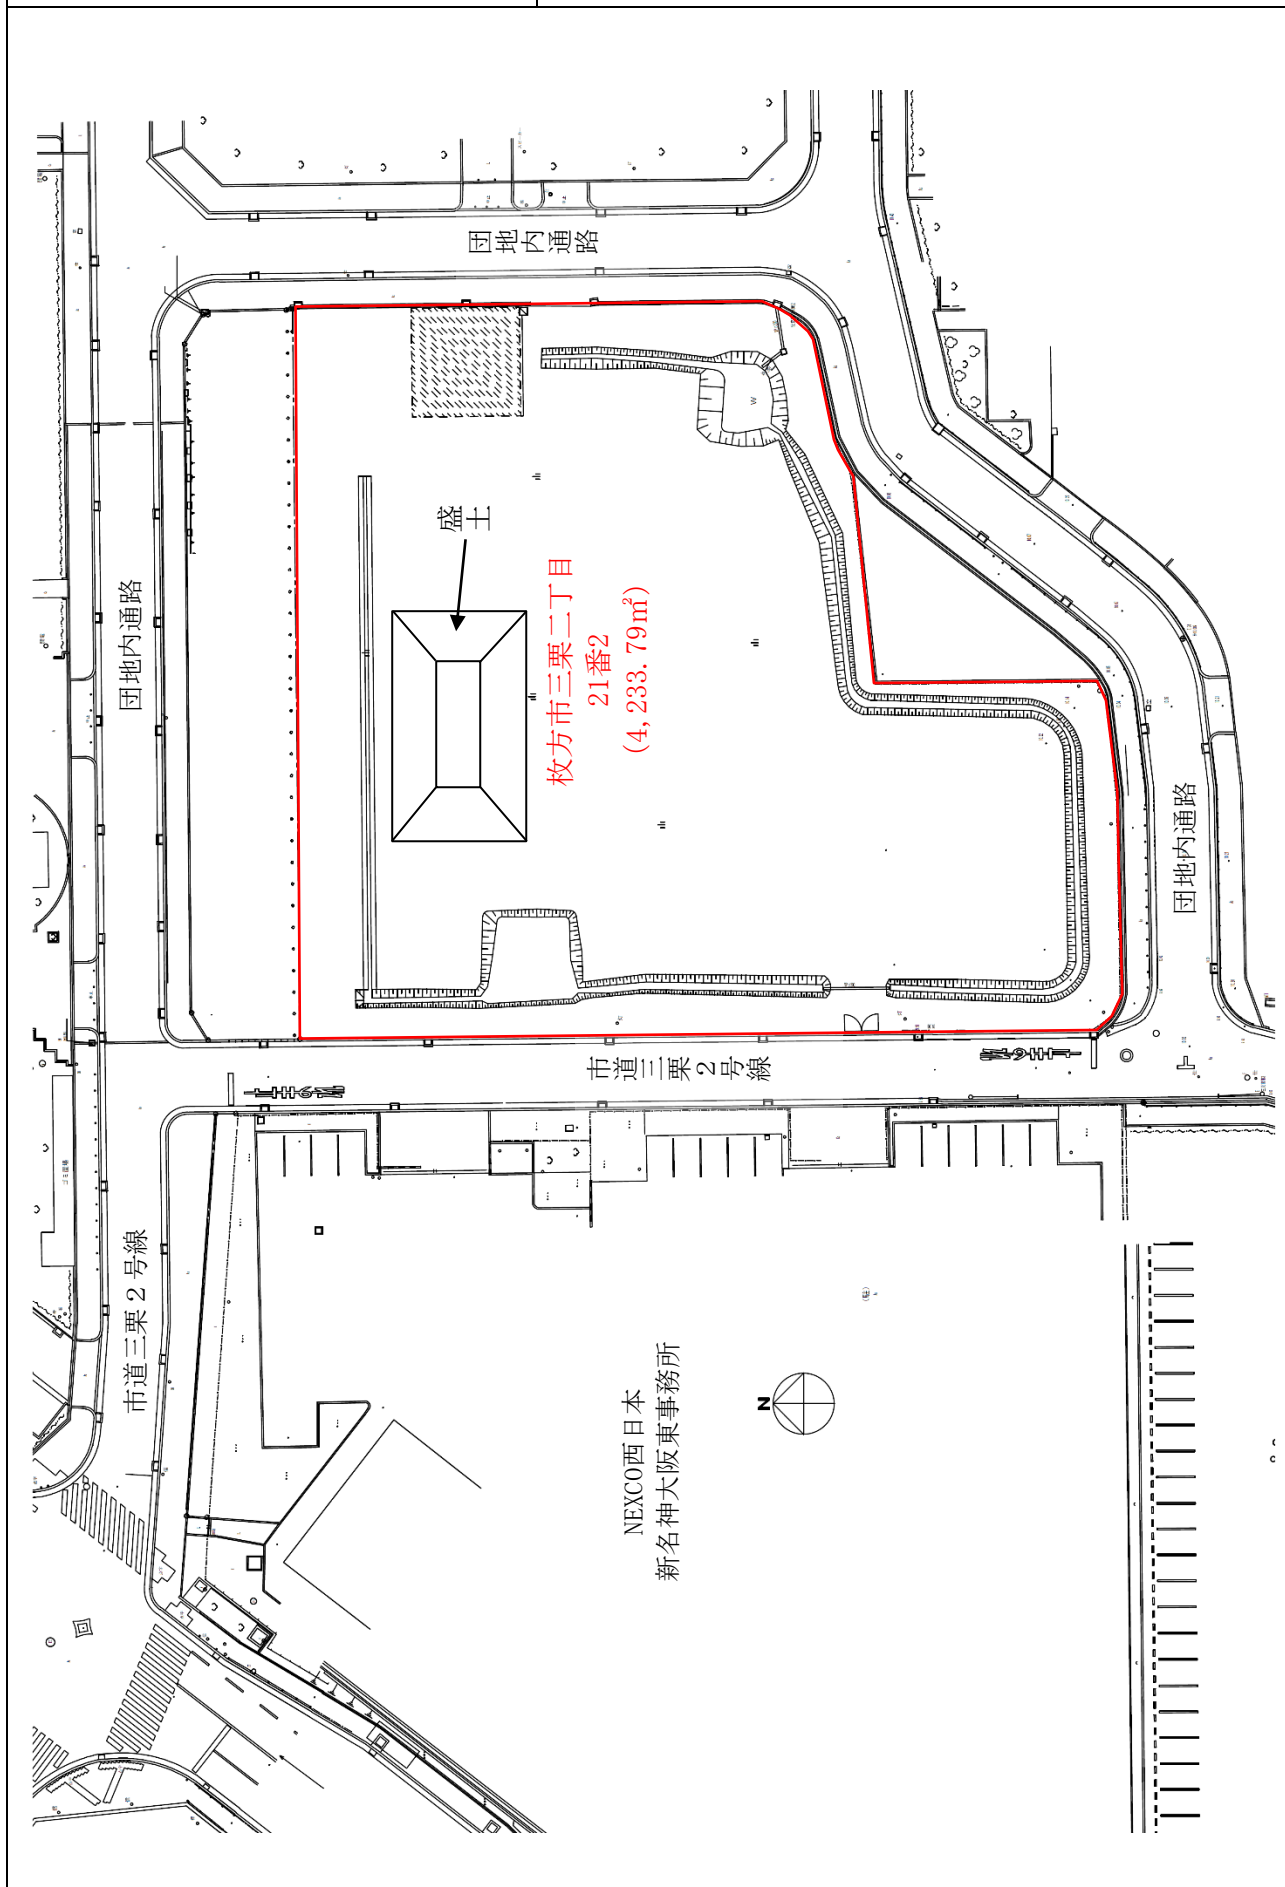 団地内通路
団地内通路
盛土
枚方市三栗二丁目
21番2
(4,233.79㎡)
団地内通路
市道三栗２号線
市道三栗２号線
NEXCO西日本
新名神大阪東事務所
N
W